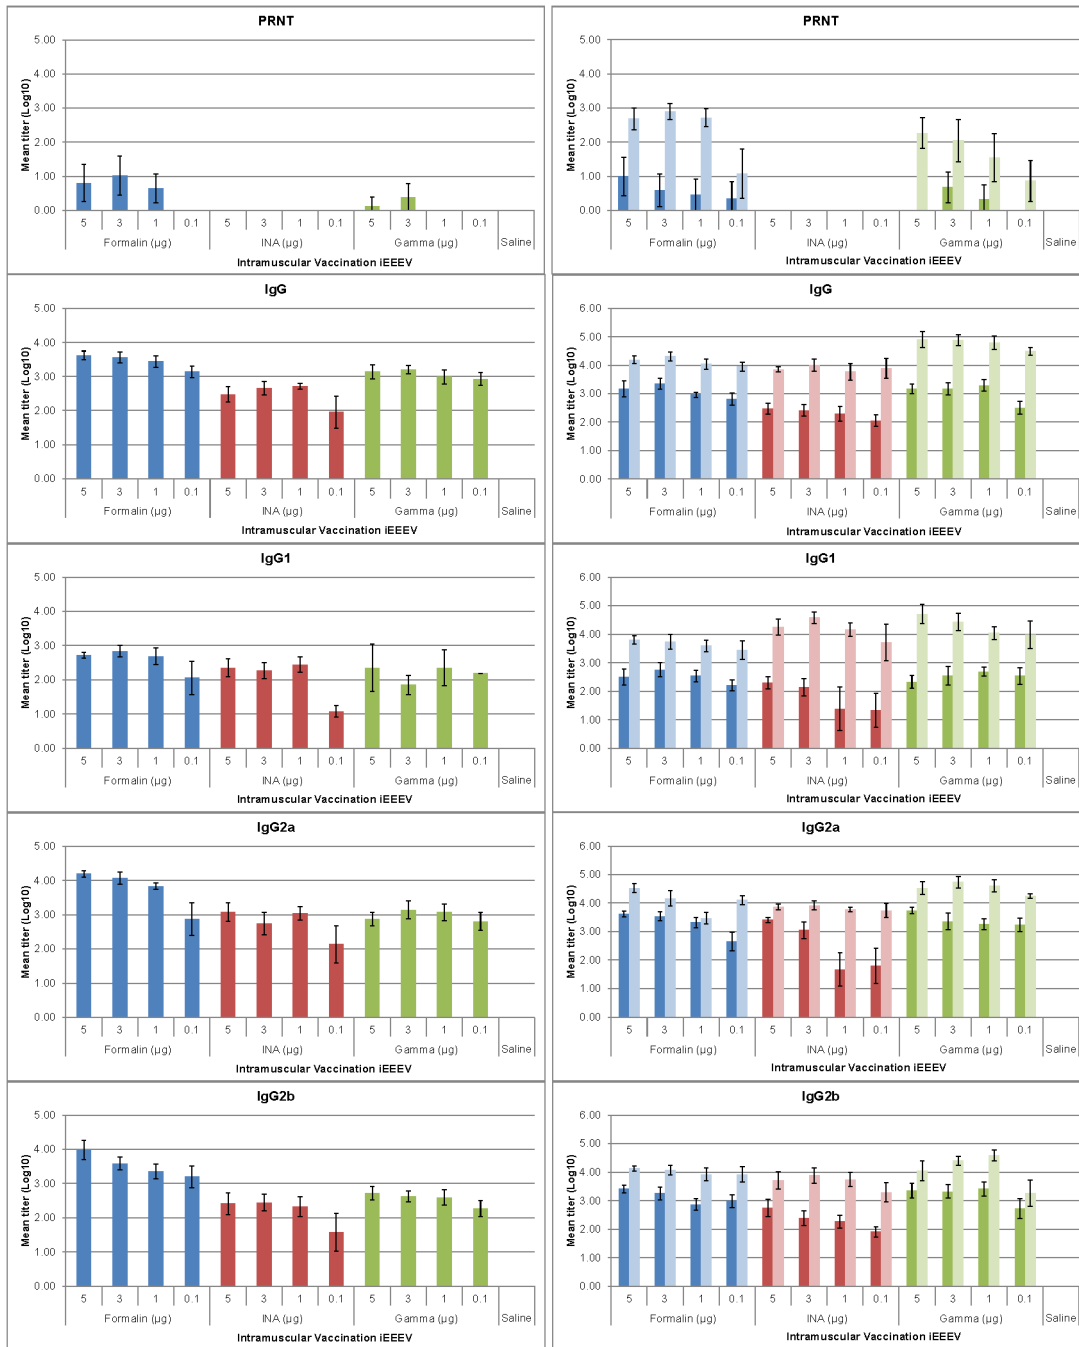 PRNT
5.00
4.00
3.00
2.00
1.00
0.00
Mean titer (Log10)
5 3 1 0.1 5 3 1 0.1 5 3 1 0.1
Formalin (µg) INA (µg) Gamma (µg) Saline
Intramuscular Vaccination iEEEV
PRNT
5.00
4.00
3.00
2.00
1.00
0.00
Mean titer (Log10)
5 3 1 0.1 5 3 1 0.1 5 3 1 0.1
Formalin (µg) INA (µg) Gamma (µg) Saline
Intramuscular Vaccination iEEEV
IgG
5.00
4.00
3.00
2.00
1.00
0.00
Mean titer (Log10)
5 3 1 0.1 5 3 1 0.1 5 3 1 0.1
Formalin (µg) INA (µg) Gamma (µg) Saline
Intramuscular Vaccination iEEEV
IgG
6.00
5.00
4.00
3.00
2.00
1.00
0.00
Mean titer (Log10)
5 3 1 0.1 5 3 1 0.1 5 3 1 0.1
Formalin (µg) INA (µg) Gamma (µg) Saline
Intramuscular Vaccination iEEEV
IgG1
5.00
4.00
3.00
2.00
1.00
0.00
Mean titer (Log10)
5 3 1 0.1 5 3 1 0.1 5 3 1 0.1
Formalin (µg) INA (µg) Gamma (µg) Saline
Intramuscular Vaccination iEEEV
IgG1
6.00
5.00
4.00
3.00
2.00
1.00
0.00
Mean titer (Log10)
5 3 1 0.1 5 3 1 0.1 5 3 1 0.1
Formalin (µg) INA (µg) Gamma (µg) Saline
Intramuscular Vaccination iEEEV
IgG2a
5.00
4.00
3.00
2.00
1.00
0.00
Mean titer (Log10)
5 3 1 0.1 5 3 1 0.1 5 3 1 0.1
Formalin (µg) INA (µg) Gamma (µg) Saline
Intramuscular Vaccination iEEEV
IgG2a
6.00
5.00
4.00
3.00
2.00
1.00
0.00
Mean titer (Log10)
5 3 1 0.1 5 3 1 0.1 5 3 1 0.1
Formalin (µg) INA (µg) Gamma (µg) Saline
Intramuscular Vaccination iEEEV
IgG2b
5.00
4.00
3.00
2.00
1.00
0.00
Mean titer (Log10)
5 3 1 0.1 5 3 1 0.1 5 3 1 0.1
Formalin (µg) INA (µg) Gamma (µg) Saline
Intramuscular Vaccination iEEEV
IgG2b
6.00
5.00
4.00
3.00
2.00
1.00
0.00
Mean titer (Log10)
5 3 1 0.1 5 3 1 0.1 5 3 1 0.1
Formalin (µg) INA (µg) Gamma (µg) Saline
Intramuscular Vaccination iEEEV